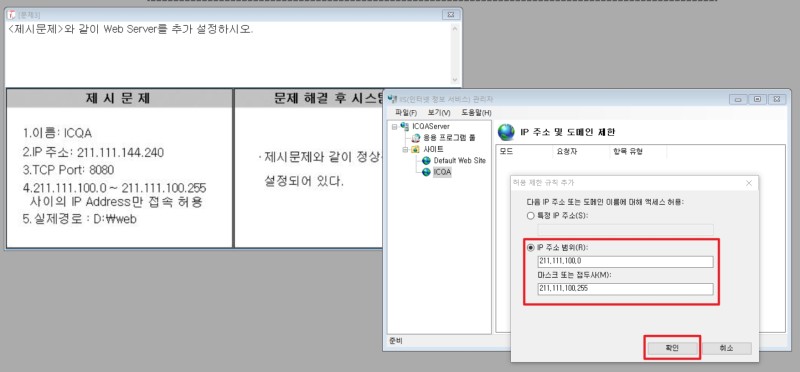 [문제1]
<제시문제>와 같이 Web Server를 추가 설정하시오.
제 시 문 제
문제 해결 후 시스템
1.이름: ICQA
2.IP 주소: 211.111.144.240
3.TCP Port: 8080
4.211.111.100.0 ~ 211.111.100.255
사이의 IP Address만 접속 허용
5.실제경로 : D:₩web
·제시문제와 같이 정상
설정되어 있다.
IIS(인터넷 정보 서비스) 관리자
파일(F) 보기(V) 도움말(H)
ICQAServer
응용 프로그램 풀
사이트
Default Web Site
ICQA
IP 주소 및 도메인 제한
모드 요청자 항목 유형
허용 제한 규칙 추가
다음 IP 주소 또는 도메인 이름에 대해 액세스 허용:
특정 IP 주소(S):
IP 주소 범위(R):
211.111.100.0
마스크 또는 접두사(M):
211.111.100.255
확인 취소
준비